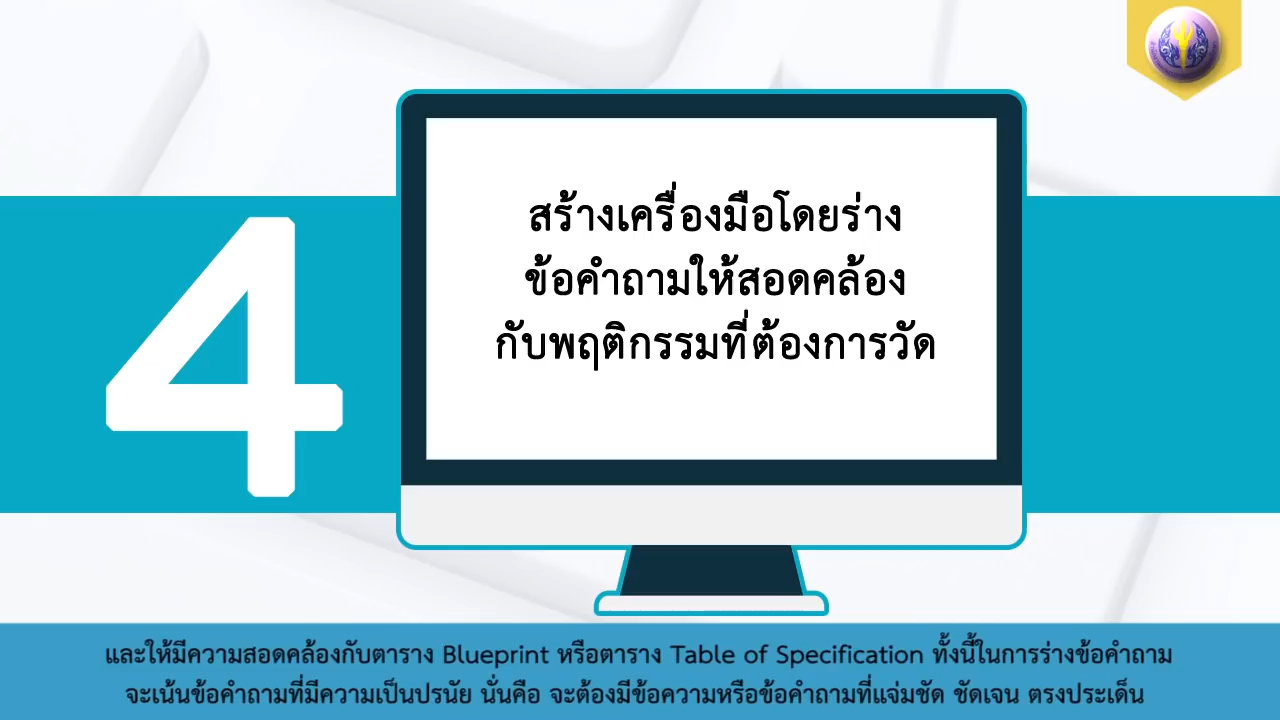 4
สร้างเครื่องมือโดยร่าง
ข้อคำถามให้สอดคล้อง
กับพฤติกรรมที่ต้องการวัด
และให้มีความสอดคล้องกับตาราง Blueprint หรือตาราง Table of Specification ทั้งนี้ในการร่างข้อคำถาม
จะเน้นข้อคำถามที่มีความเป็นปรนัย นั่นคือ จะต้องมีข้อความหรือข้อคำถามที่แจ่มชัด ชัดเจน ตรงประเด็น